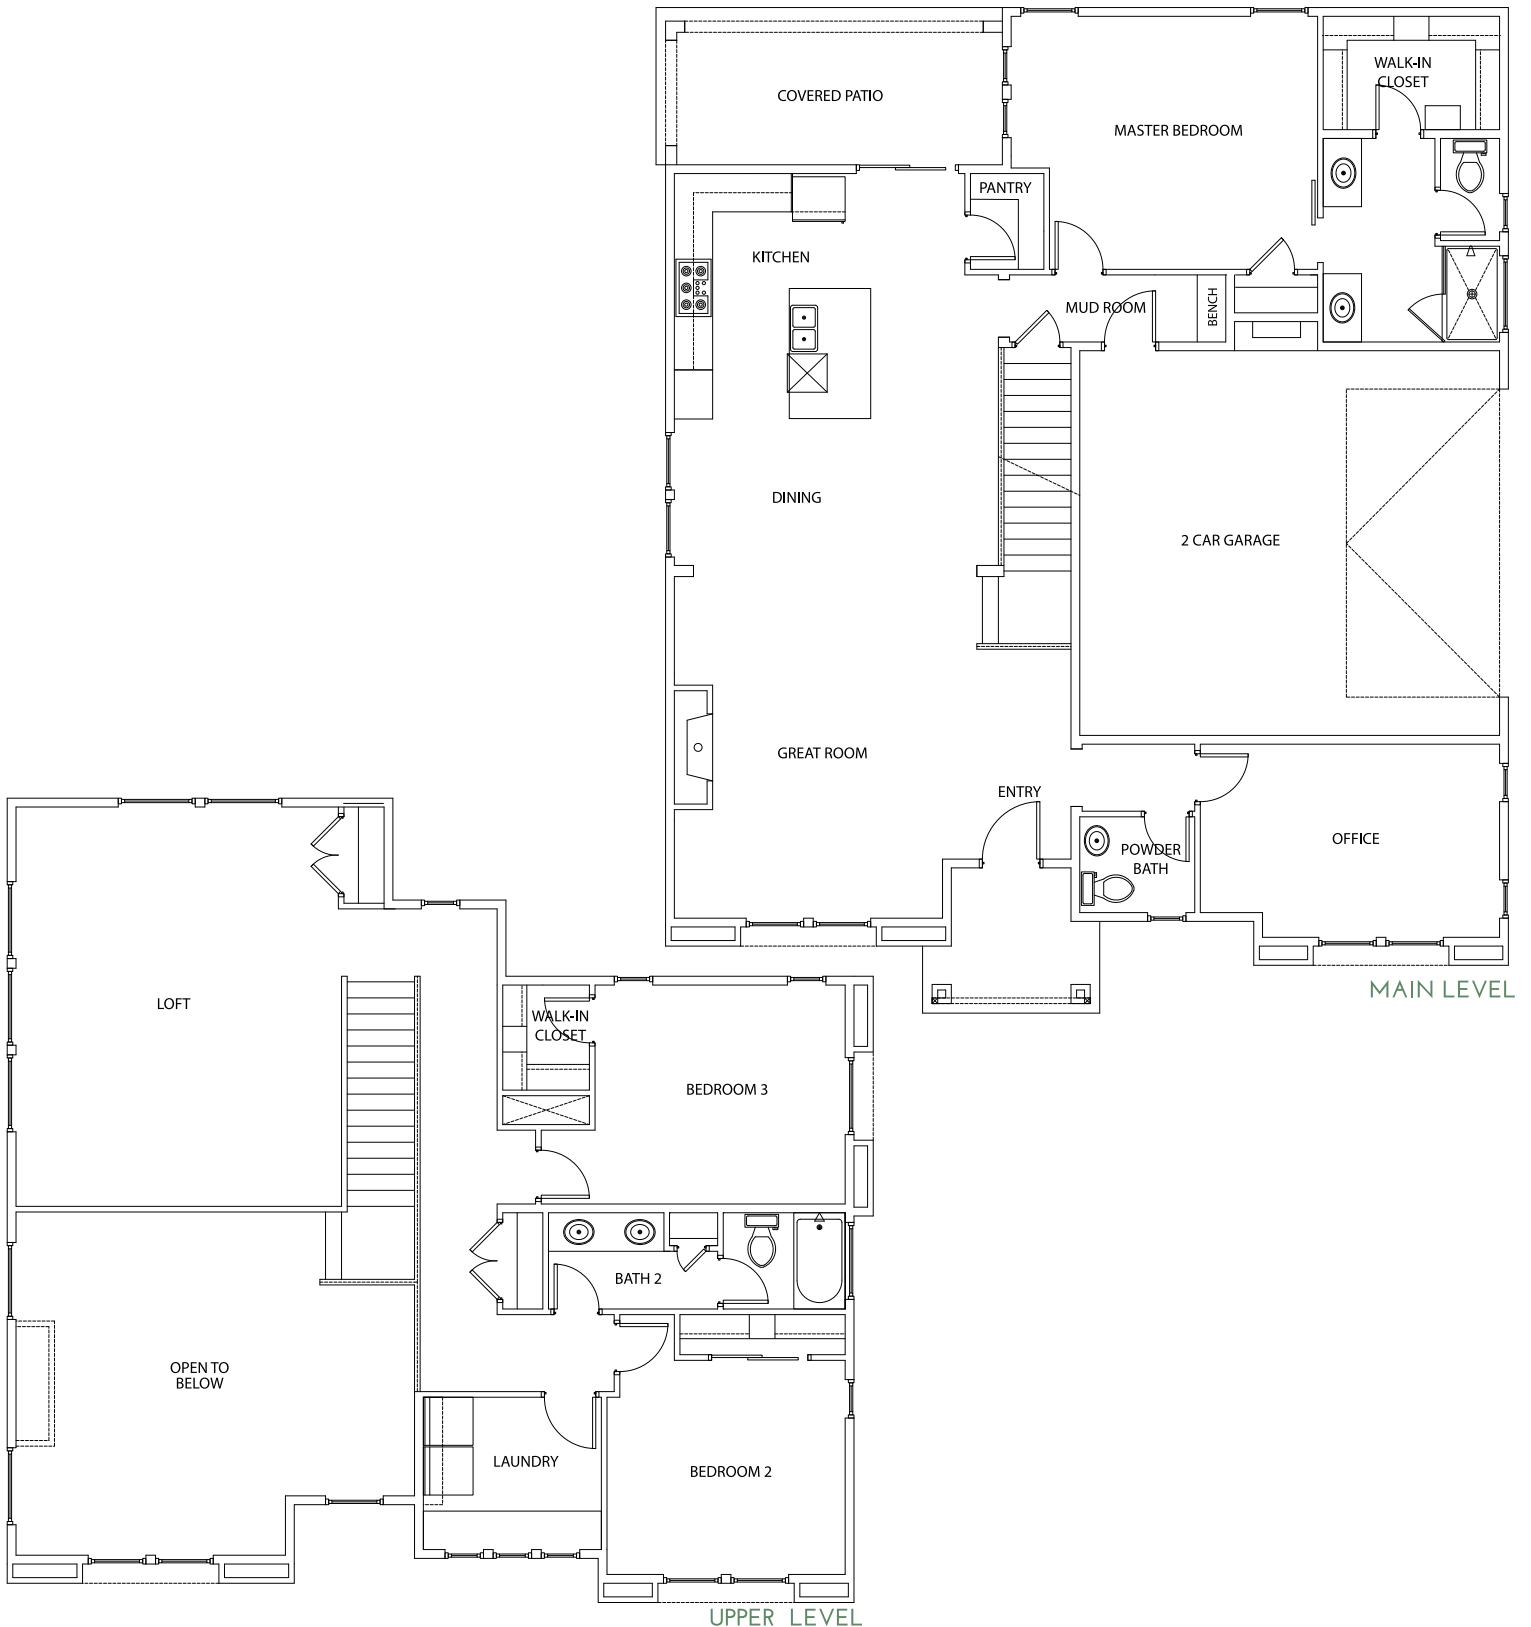 WALK-IN
CLOSET
COVERED PATIO
MASTER BEDROOM
PANTRY
KITCHEN
MUD ROOM
BENCH
DINING
2 CAR GARAGE
GREAT ROOM
ENTRY
OFFICE
POWDER
BATH
MAIN LEVEL
LOFT
WALK-IN
CLOSET
BEDROOM 3
BATH 2
OPEN TO
BELOW
LAUNDRY
BEDROOM 2
UPPER LEVEL